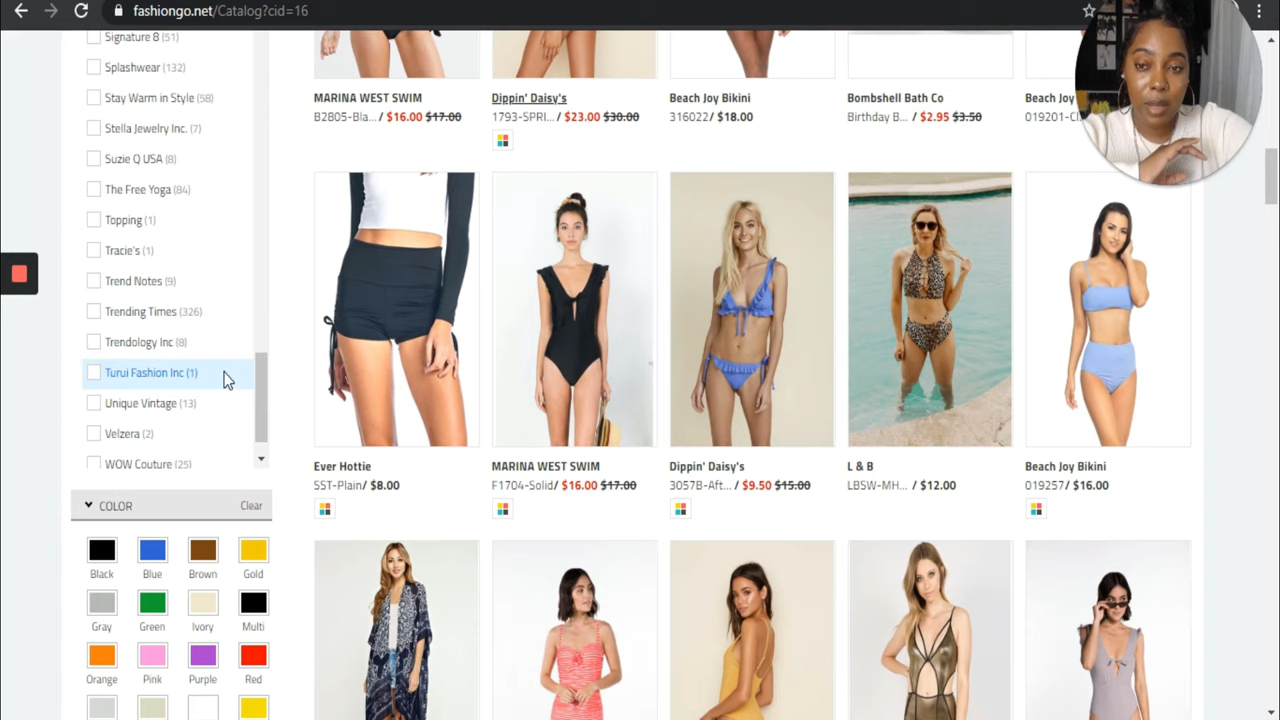 fashiongo.net/Catalog?cid=16
Signature 8 (51)
Splashwear (132)
Stay Warm in Style (58)
Stella Jewelry Inc. (7)
Suzie Q USA (8)
The Free Yoga (84)
Topping (1)
Tracie's (1)
Trend Notes (9)
Trending Times (326)
Trendology Inc (8)
Turui Fashion Inc (1)
Unique Vintage (13)
Velzera (2)
WOW Couture (25)
COLOR Clear
Black Blue Brown Gold
Gray Green Ivory Multi
Orange Pink Purple Red
MARINA WEST SWIM
B2805-Bla... / $16.00 $17.00
Dippin' Daisy's
1793-SPRI... / $23.00 $30.00
Beach Joy Bikini
316022/ $18.00
Bombshell Bath Co
Birthday B... / $2.95 $3.50
Beach Joy
Ever Hottie
SST-Plain/ $8.00
MARINA WEST SWIM
F1704-Solid/ $16.00 $17.00
Dippin' Daisy's
3057B-Aft... / $9.50 $15.00
L & B
LBSW-MH... / $12.00
Beach Joy Bikini
019257/ $16.00